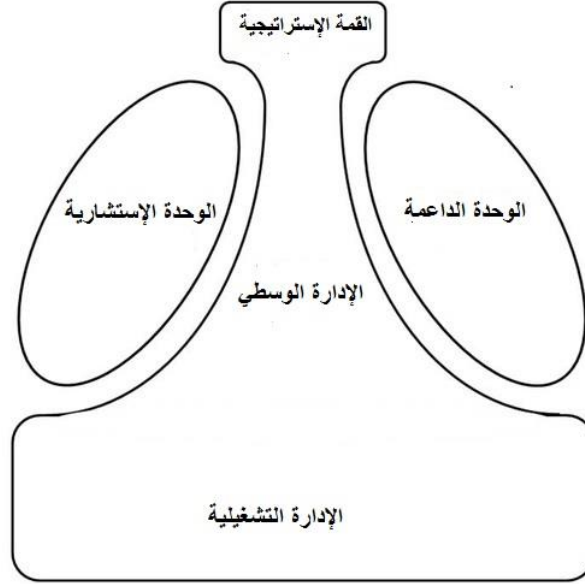 القمة الإستراتيجية
الوحدة الداعمة
الوحدة الإستشارية
الإدارة الوسطي
الإدارة التشغيلية